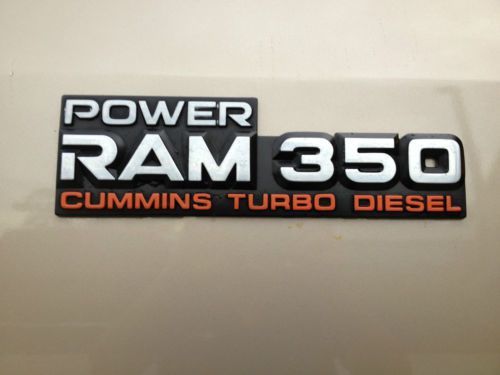 POWER
RAM 350
CUMMINS TURBO DIESEL